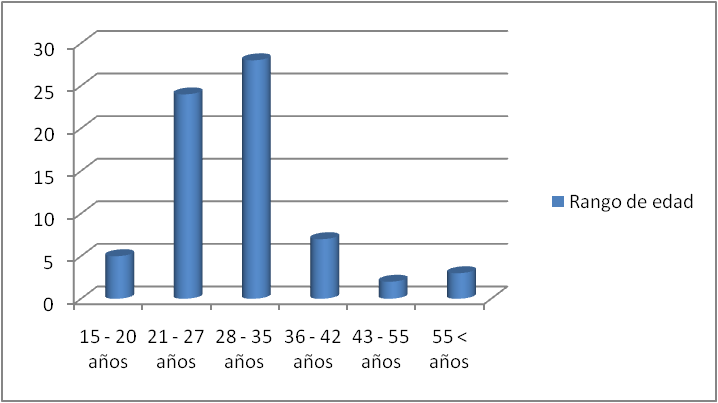 30
25
20
15
10
5
0
15 - 20 años
21 - 27 años
28 - 35 años
36 - 42 años
43 - 55 años
55 < años
Rango de edad